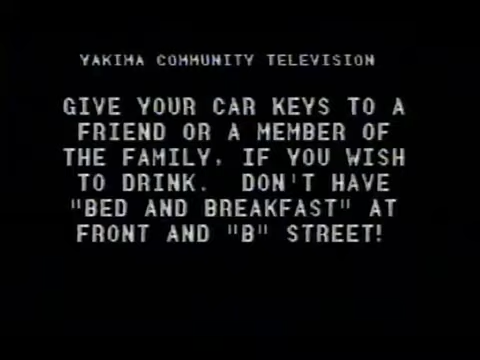 YAKIMA COMMUNITY TELEVISION
GIVE YOUR CAR KEYS TO A
FRIEND OR A MEMBER OF
THE FAMILY, IF YOU WISH
TO DRINK. DON'T HAVE
"BED AND BREAKFAST" AT
FRONT AND "B" STREET!